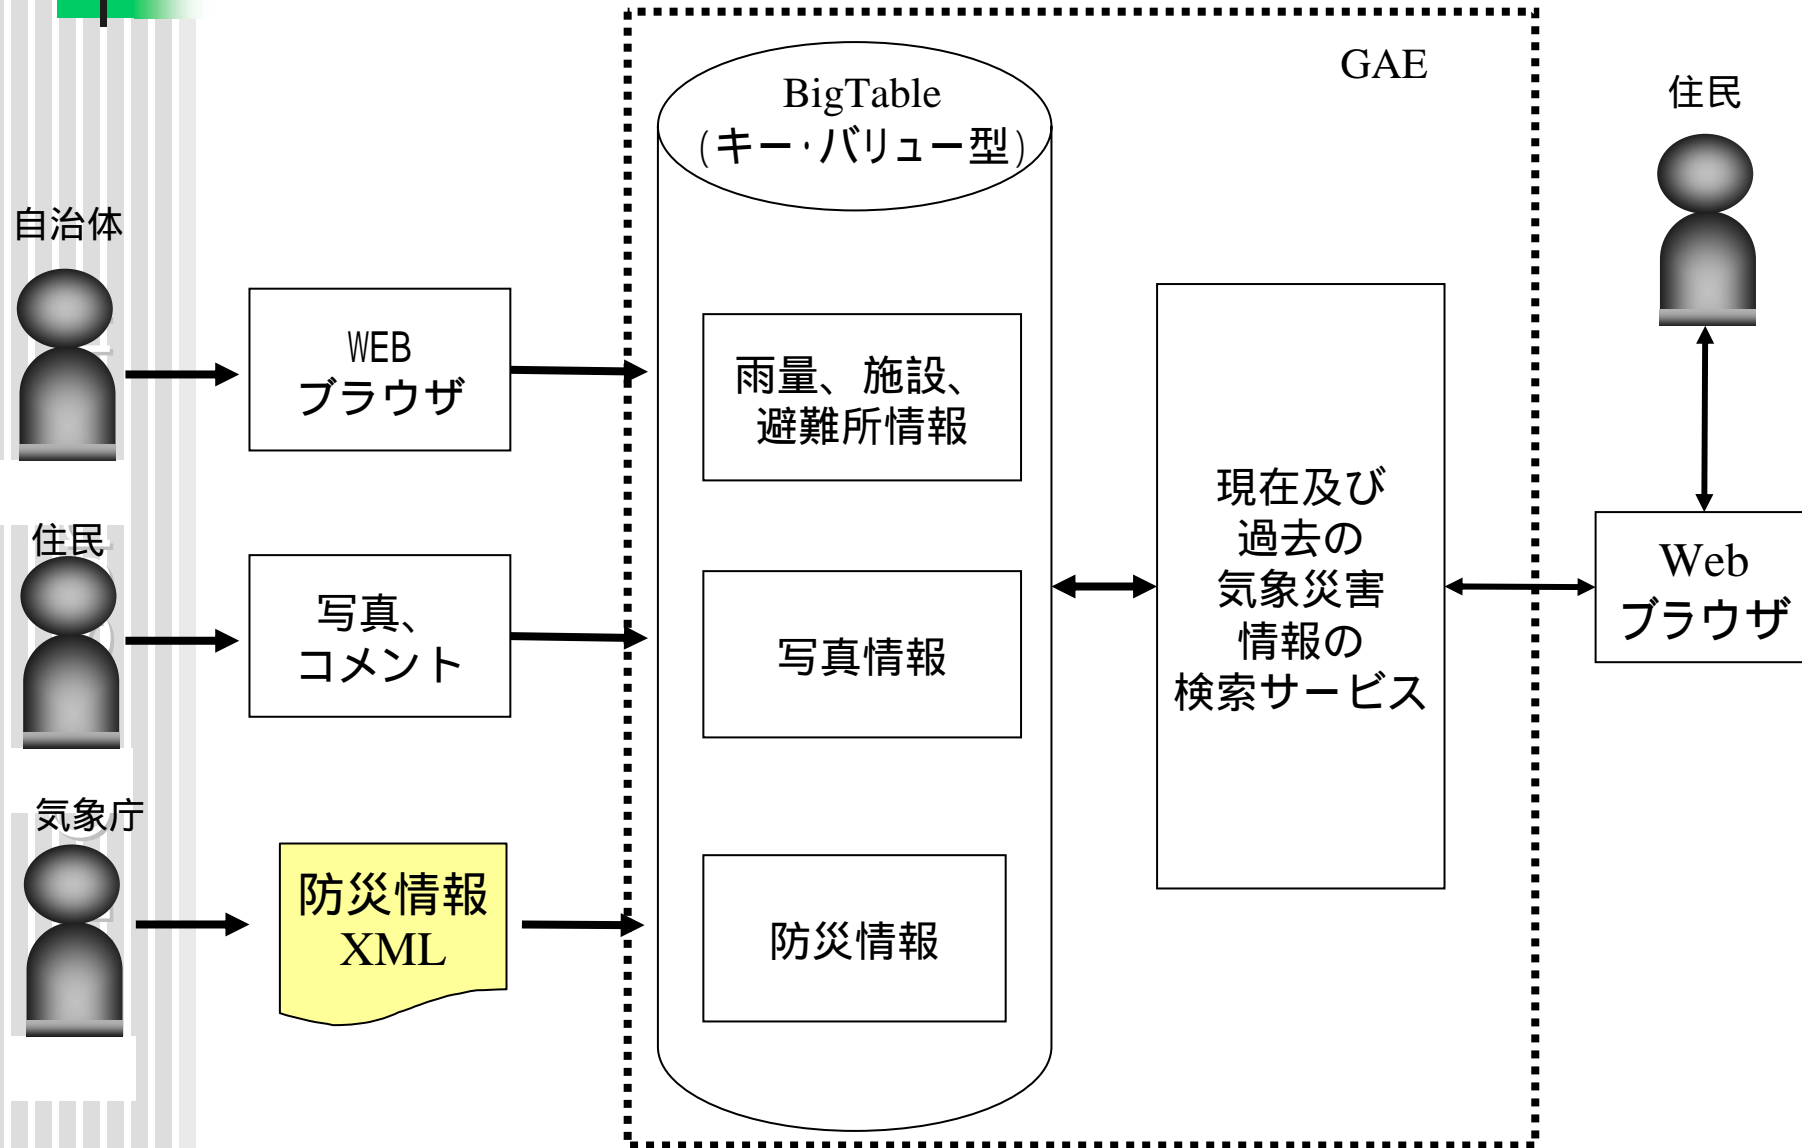 GAE
BigTable
(キー・バリュー型)
住民
自治体
WEB
ブラウザ
雨量、施設、
避難所情報
現在及び
過去の
気象災害
情報の
検索サービス
Web
ブラウザ
住民
写真、
コメント
写真情報
気象庁
防災情報
XML
防災情報